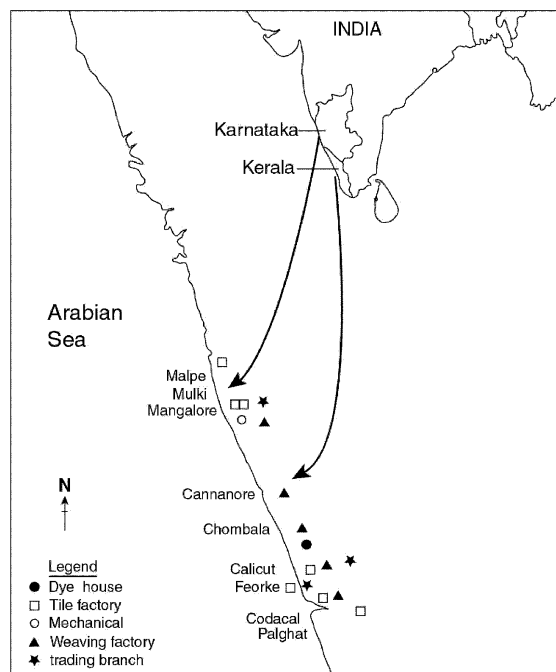 INDIA
Karnataka
Kerala
Arabian
Sea
Malpe
Mulki
Mangalore
N
Cannanore
Chombala
Calicut
Feorke
Codacal
Palghat
Legend
Dye house
Tile factory
Mechanical
Weaving factory
trading branch